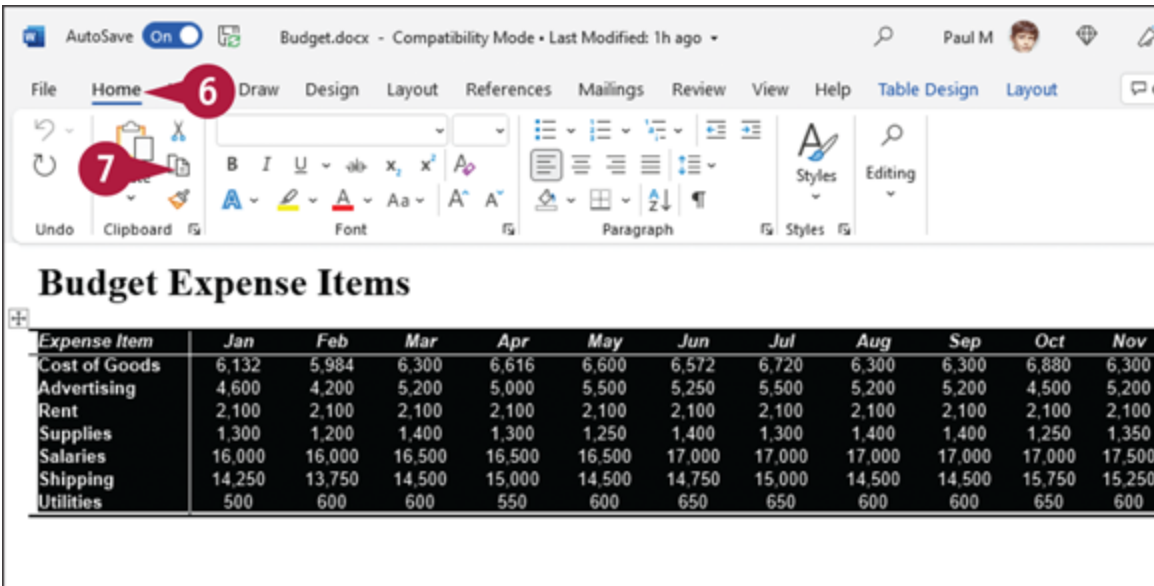 AutoSave On Budget.docx - Compatibility Mode • Last Modified: 1h ago Paul M
File Home 6 Draw Design Layout References Mailings Review View Help Table Design Layout
7
B I U ab x₂ x² A
A A Aa A A
Styles Editing
Undo Clipboard Font Paragraph Styles
Budget Expense Items
Expense Item Jan Feb Mar Apr May Jun Jul Aug Sep Oct Nov
Cost of Goods 6,132 5,984 6,300 6,616 6,600 6,572 6,720 6,300 6,300 6,880 6,300
Advertising 4,600 4,200 5,200 5,000 5,500 5,250 5,500 5,200 5,200 4,500 5,200
Rent 2,100 2,100 2,100 2,100 2,100 2,100 2,100 2,100 2,100 2,100 2,100
Supplies 1,300 1,200 1,400 1,300 1,250 1,400 1,300 1,400 1,400 1,250 1,350
Salaries 16,000 16,000 16,500 16,500 16,500 17,000 17,000 17,000 17,000 17,000 17,500
Shipping 14,250 13,750 14,500 15,000 14,500 14,750 15,000 14,500 14,500 15,750 15,250
Utilities 500 600 600 550 600 650 650 600 600 650 600